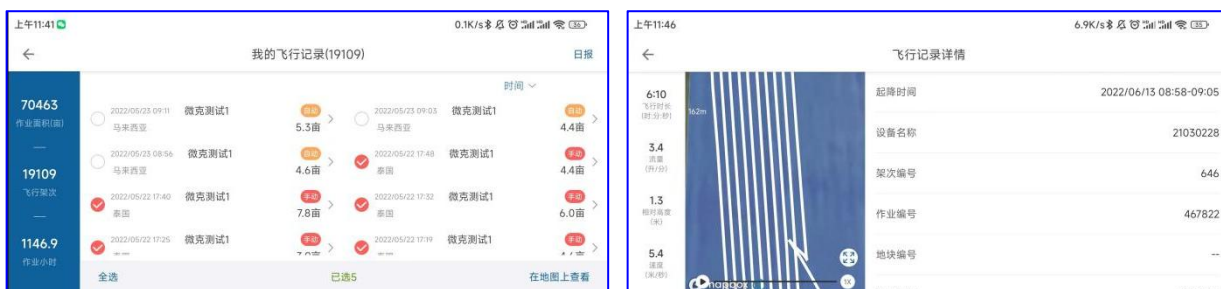 上午11:41
0.1K/s
36
我的飞行记录(19109)
日报
时间
70463
作业面积(亩)
19109
飞行架次
1146.9
作业小时
2022/05/23 09:11 微克测试1 自动
马来西亚 5.3亩
2022/05/23 09:03 微克测试1 自动
马来西亚 4.4亩
2022/05/23 08:56 微克测试1 自动
马来西亚 4.6亩
2022/05/22 17:48 微克测试1 手动
泰国 4.4亩
2022/05/22 17:40 微克测试1 手动
泰国 7.8亩
2022/05/22 17:32 微克测试1 手动
泰国 6.0亩
2022/05/22 17:25 微克测试1 手动
2022/05/22 17:19 微克测试1 手动
全选 已选5 在地图上查看
上午11:46
6.9K/s
35
飞行记录详情
6:10
飞行时长
(时:分:秒)
3.4
流量
(升/分)
1.3
相对高度
(米)
5.4
速度
(米/秒)
162m
mapbox
1X
起降时间 2022/06/13 08:58-09:05
设备名称 21030228
架次编号 646
作业编号 467822
地块编号 --